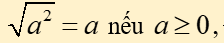 √a² = a nếu a ≥ 0,